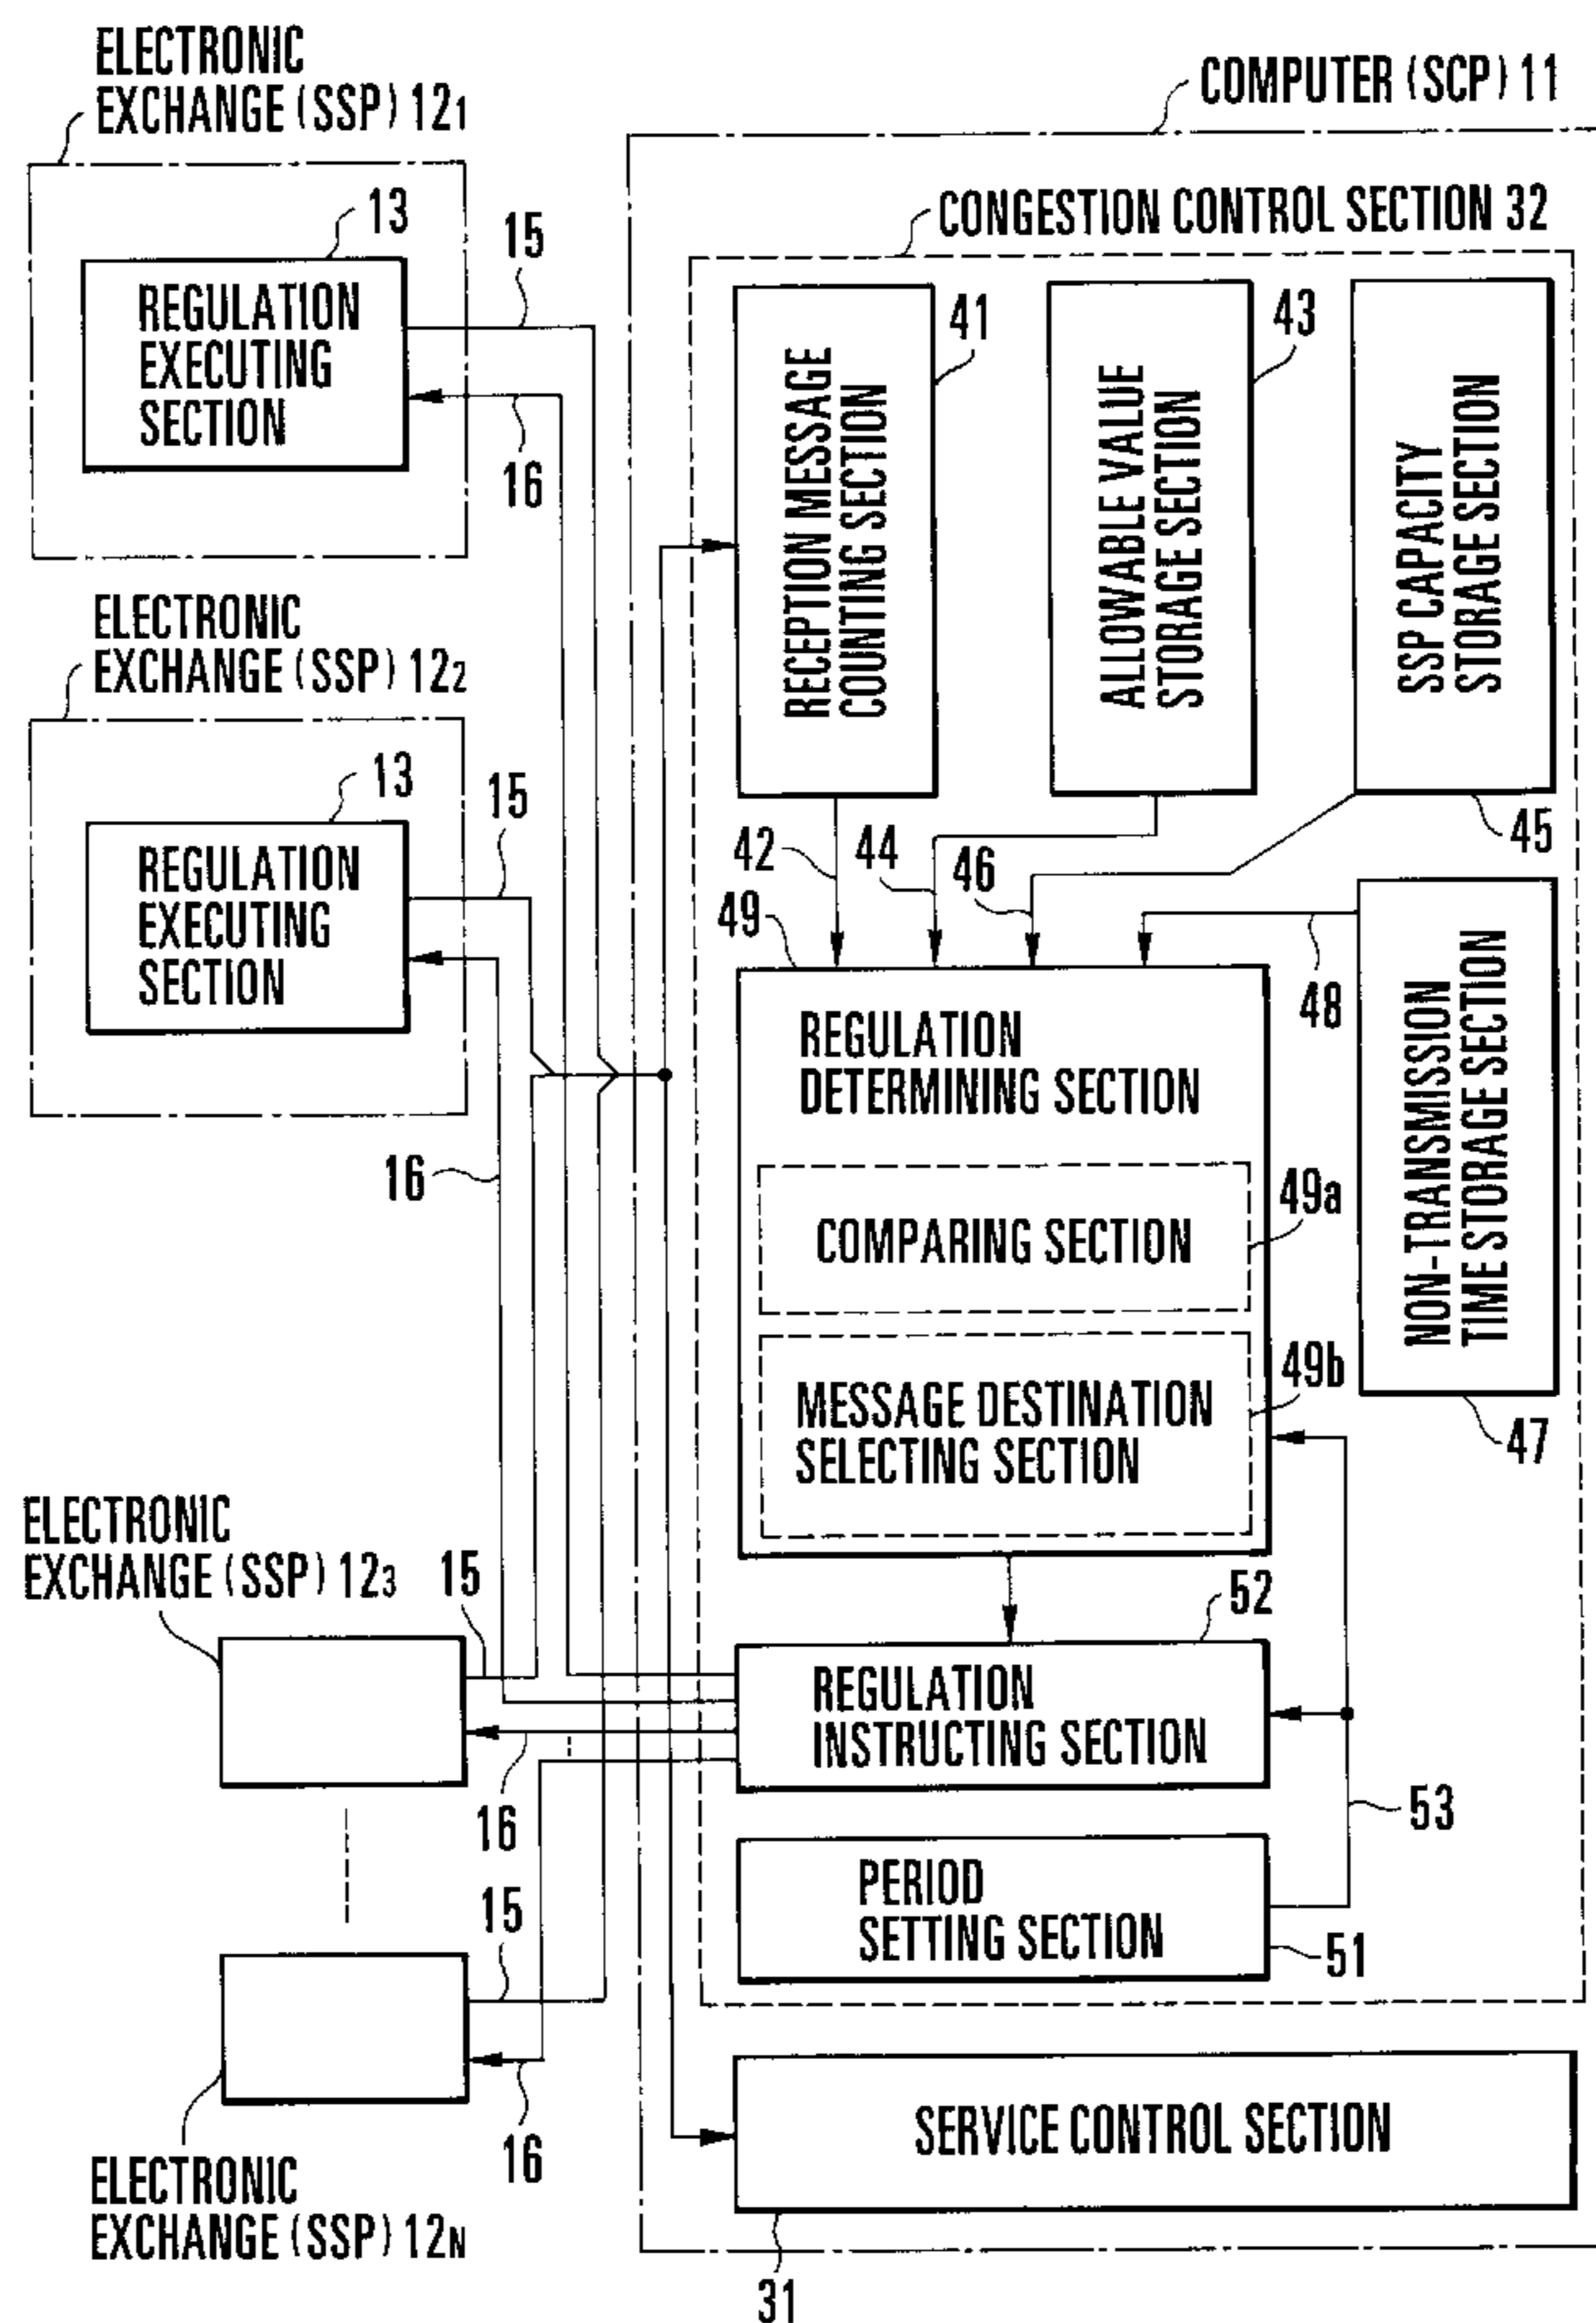 ELECTRONIC
EXCHANGE (SSP) 12₁
COMPUTER (SCP) 11
13
15
CONGESTION CONTROL SECTION 32
REGULATION
EXECUTING
SECTION
16
41
RECEPTION MESSAGE
COUNTING SECTION
43
ALLOWABLE VALUE
STORAGE SECTION
SSP CAPACITY
STORAGE SECTION
45
ELECTRONIC
EXCHANGE (SSP) 12₂
13
15
REGULATION
EXECUTING
SECTION
16
42
44
46
48
49
REGULATION
DETERMINING SECTION
NON-TRANSMISSION
TIME STORAGE SECTION
47
49a
COMPARING SECTION
49b
MESSAGE DESTINATION
SELECTING SECTION
ELECTRONIC
EXCHANGE (SSP) 12₃
15
16
52
REGULATION
INSTRUCTING SECTION
53
PERIOD
SETTING SECTION
51
15
16
ELECTRONIC
EXCHANGE (SSP) 12N
SERVICE CONTROL SECTION
31